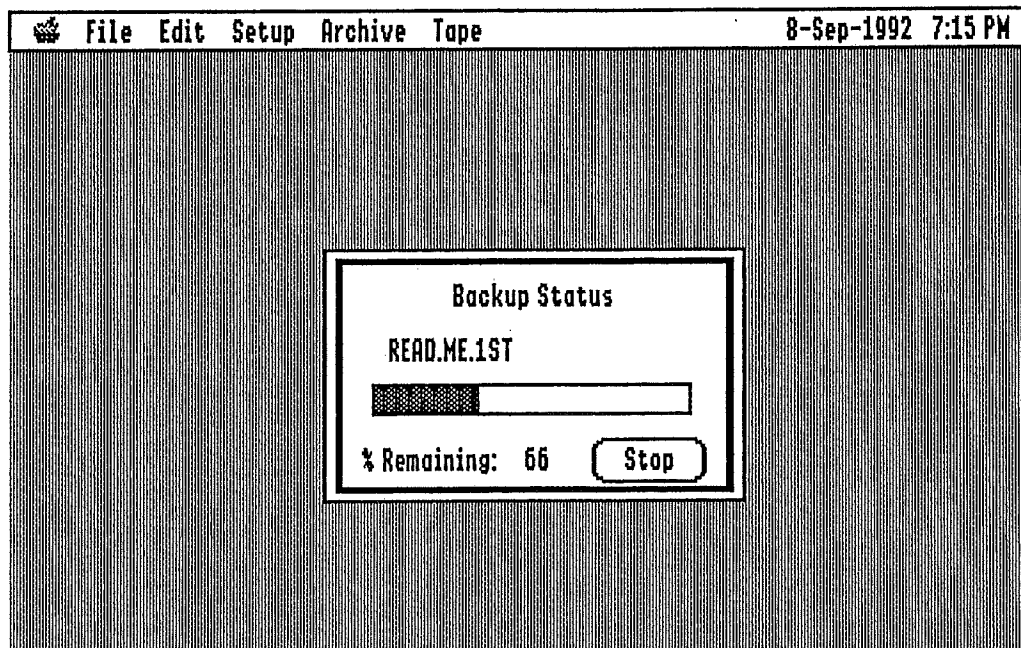 File Edit Setup Archive Tape 8-Sep-1992 7:15 PM
Backup Status
READ.ME.1ST
% Remaining: 66 Stop